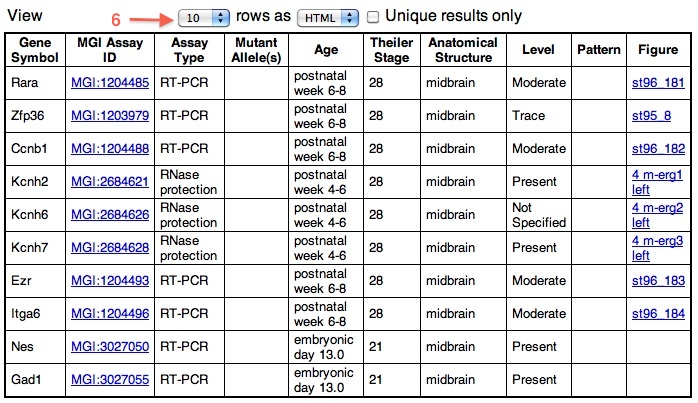 View 6 10 rows as HTML Unique results only
Gene Symbol MGI Assay ID Assay Type Mutant Allele(s) Age Theiler Stage Anatomical Structure Level Pattern Figure
Rara MGI:1204485 RT-PCR postnatal week 6-8 28 midbrain Moderate st96_181
Zfp36 MGI:1203979 RT-PCR postnatal week 6-8 28 midbrain Trace st95_8
Ccnb1 MGI:1204488 RT-PCR postnatal week 6-8 28 midbrain Moderate st96_182
Kcnh2 MGI:2684621 RNase protection postnatal week 4-6 28 midbrain Present 4 m-erg1 left
Kcnh6 MGI:2684626 RNase protection postnatal week 4-6 28 midbrain Not Specified 4 m-erg2 left
Kcnh7 MGI:2684628 RNase protection postnatal week 4-6 28 midbrain Present 4 m-erg3 left
Ezr MGI:1204493 RT-PCR postnatal week 6-8 28 midbrain Moderate st96_183
Itga6 MGI:1204496 RT-PCR postnatal week 6-8 28 midbrain Moderate st96_184
Nes MGI:3027050 RT-PCR embryonic day 13.0 21 midbrain Present
Gad1 MGI:3027055 RT-PCR embryonic day 13.0 21 midbrain Present